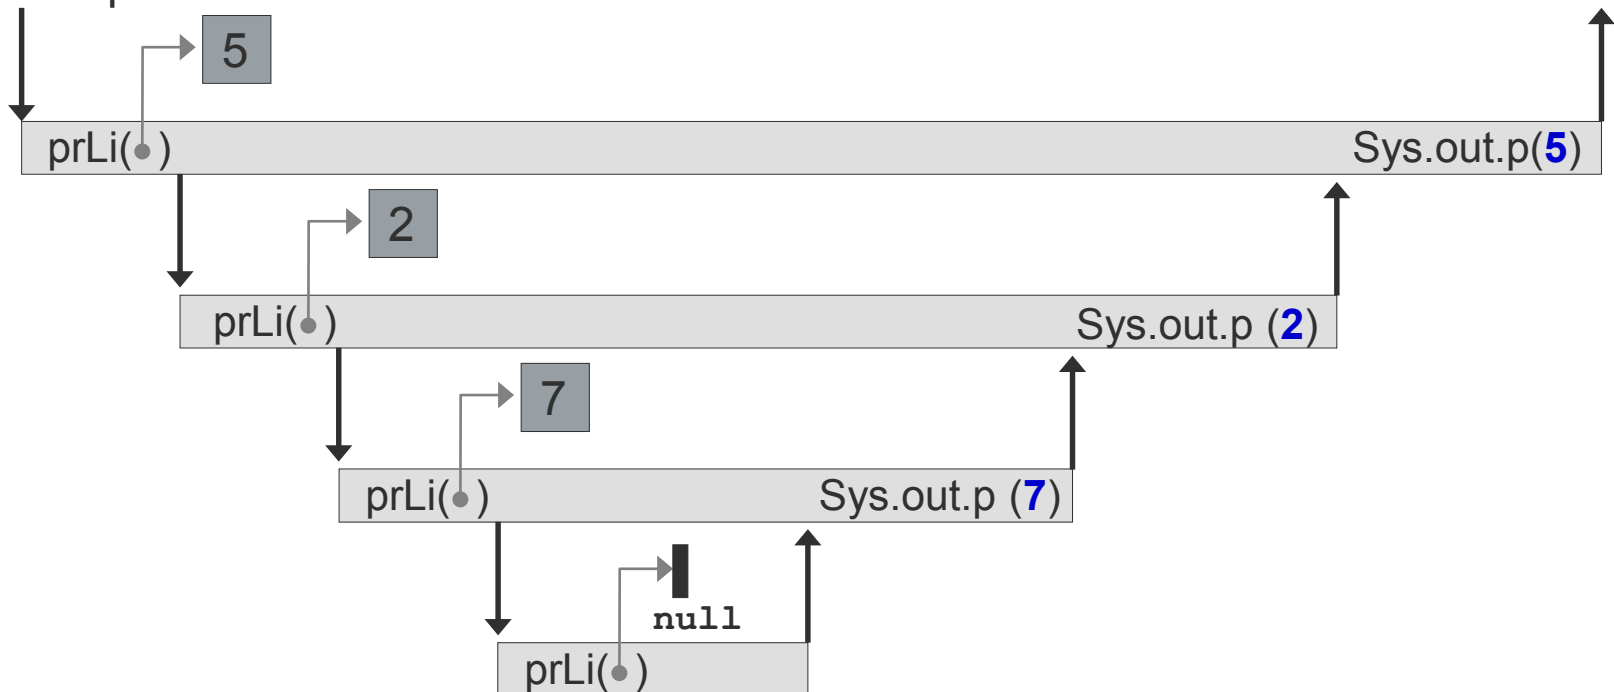 5
prLi( ) Sys.out.p(5)
2
prLi( ) Sys.out.p (2)
7
prLi( ) Sys.out.p (7)
null
prLi( )